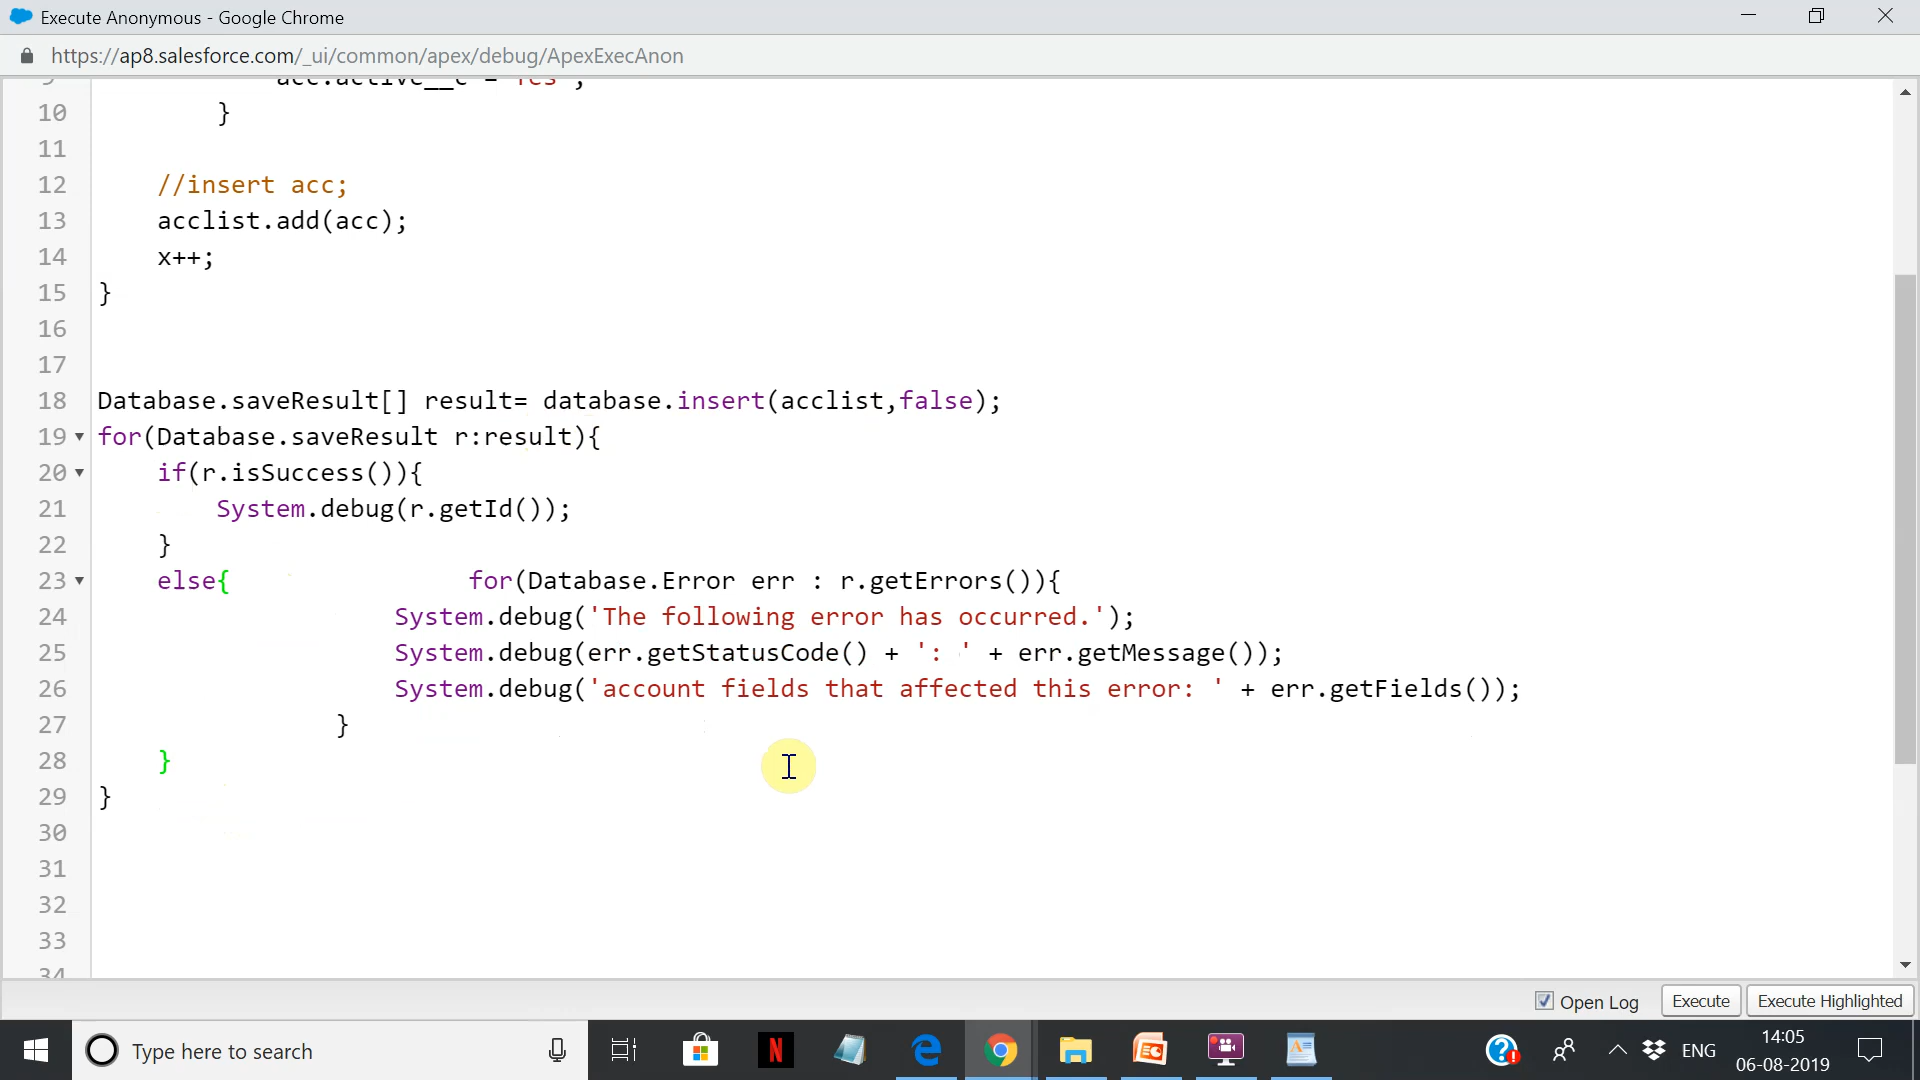 Execute Anonymous - Google Chrome
https://ap8.salesforce.com/_ui/common/apex/debug/ApexExecAnon
9 acc.active__c = 'Yes';
10 }
11
12 //insert acc;
13 acclist.add(acc);
14 x++;
15 }
16
17
18 Database.saveResult[] result= database.insert(acclist,false);
19 for(Database.saveResult r:result){
20 if(r.isSuccess()){
21 System.debug(r.getId());
22 }
23 else{ for(Database.Error err : r.getErrors()){
24 System.debug('The following error has occurred.');
25 System.debug(err.getStatusCode() + ': ' + err.getMessage());
26 System.debug('account fields that affected this error: ' + err.getFields());
27 }
28 }
29 }
30
31
32
33
34
Open Log Execute Execute Highlighted
Type here to search
ENG
14:05
06-08-2019